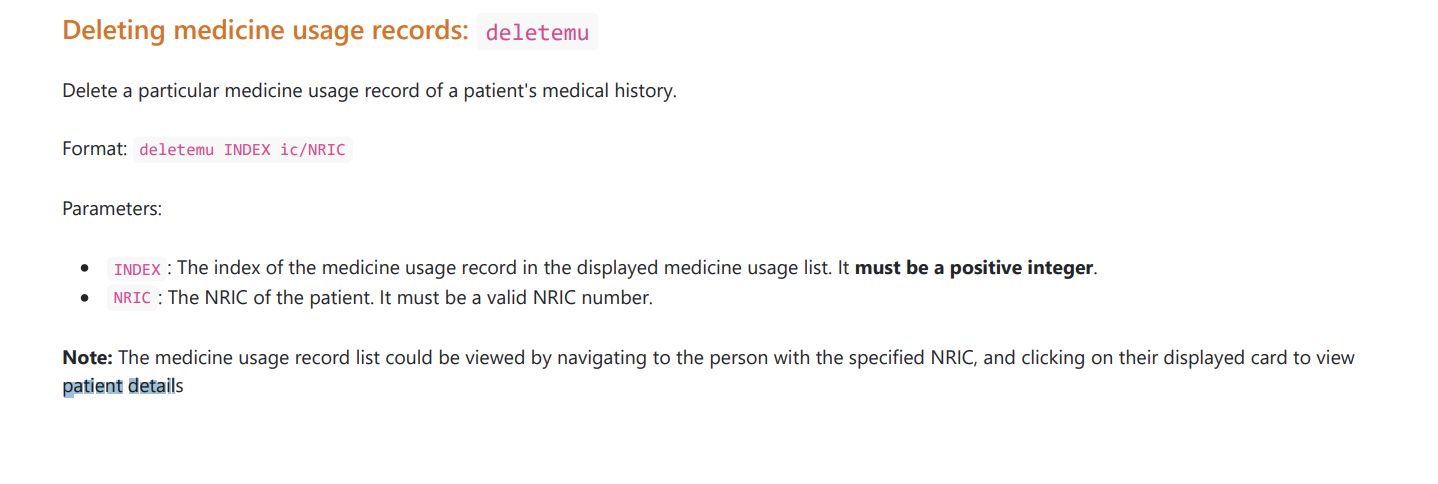 Deleting medicine usage records: deletemu
Delete a particular medicine usage record of a patient's medical history.
Format: deletemu INDEX ic/NRIC
Parameters:
• INDEX : The index of the medicine usage record in the displayed medicine usage list. It must be a positive integer.
• NRIC : The NRIC of the patient. It must be a valid NRIC number.
Note: The medicine usage record list could be viewed by navigating to the person with the specified NRIC, and clicking on their displayed card to view
patient details